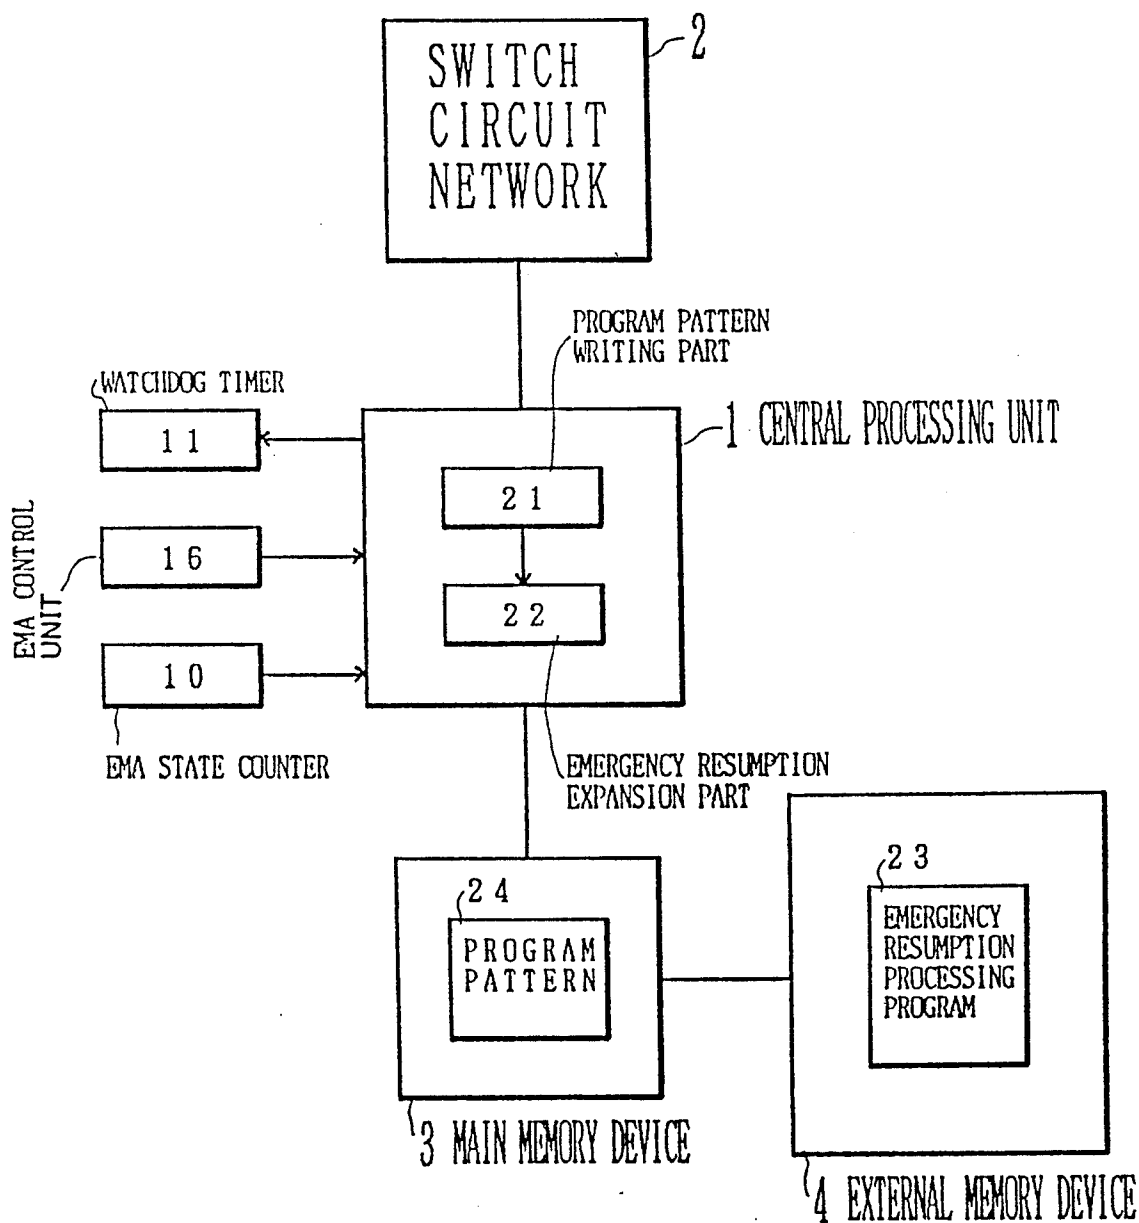 2
SWITCH
CIRCUIT
NETWORK
PROGRAM PATTERN
WRITING PART
WATCHDOG TIMER
11
1 CENTRAL PROCESSING UNIT
21
EMA CONTROL
UNIT
16
22
10
EMA STATE COUNTER
EMERGENCY RESUMPTION
EXPANSION PART
24
PROGRAM
PATTERN
23
EMERGENCY
RESUMPTION
PROCESSING
PROGRAM
3 MAIN MEMORY DEVICE
4 EXTERNAL MEMORY DEVICE